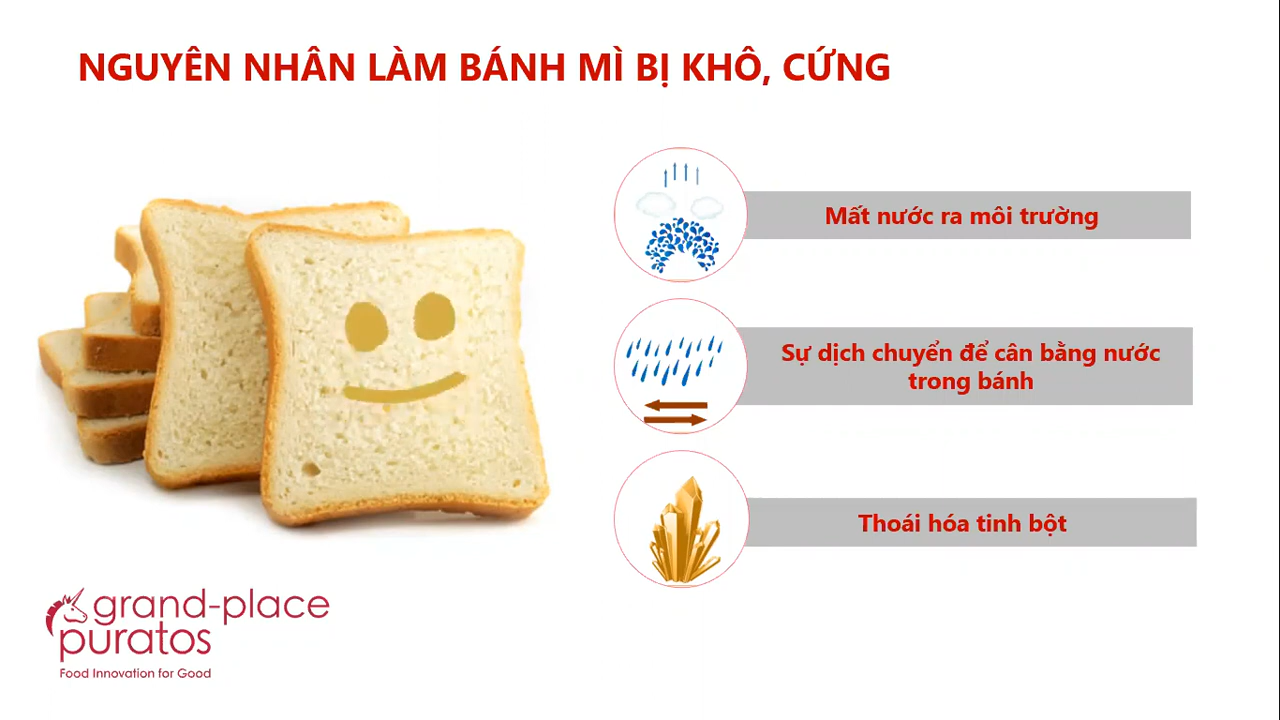 NGUYÊN NHÂN LÀM BÁNH MÌ BỊ KHÔ, CỨNG
Mất nước ra môi trường
Sự dịch chuyển để cân bằng nước
trong bánh
Thoái hóa tinh bột
grand-place
puratos
Food Innovation for Good